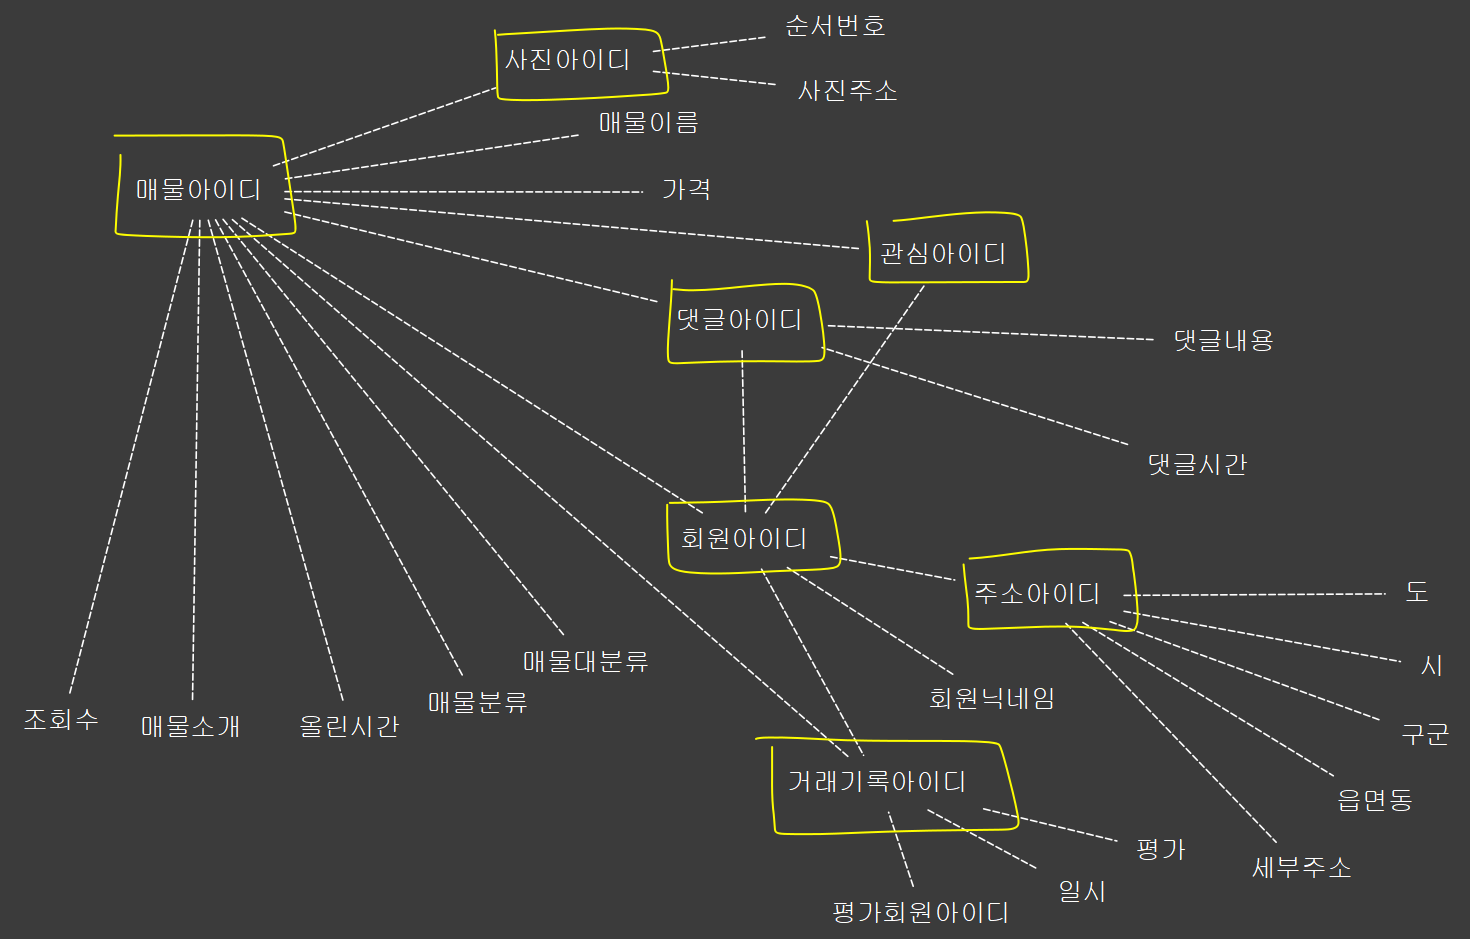 순서번호
사진아이디
사진주소
매물이름
매물아이디
가격
관심아이디
댓글아이디
댓글내용
댓글시간
회원아이디
주소아이디
도
시
매물대분류
매물분류
회원닉네임
조회수
매물소개
올린시간
구군
거래기록아이디
읍면동
평가
세부주소
일시
평가회원아이디